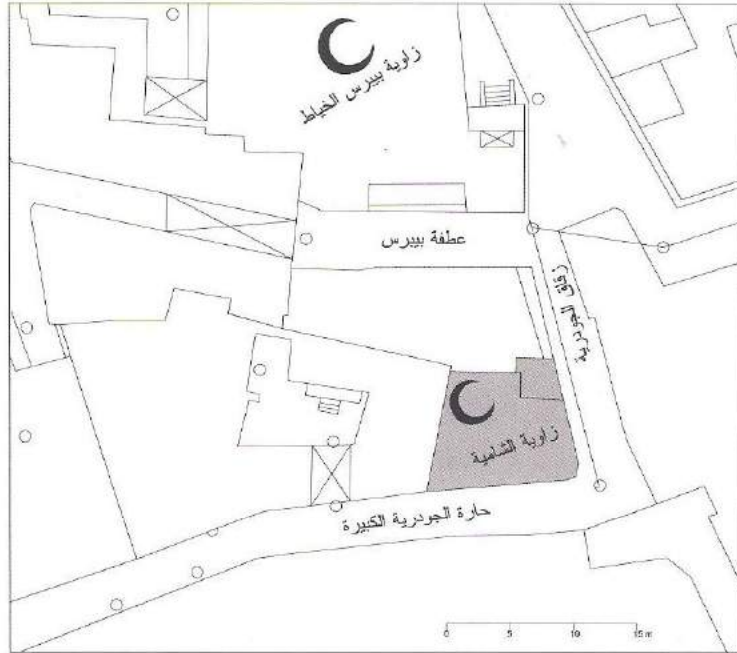 زاوية بيبرس الخياط
عطفة بيبرس
زقاق الجودرية
زاوية الشامية
حارة الجودرية الكبيرة
0 5 10 15 m